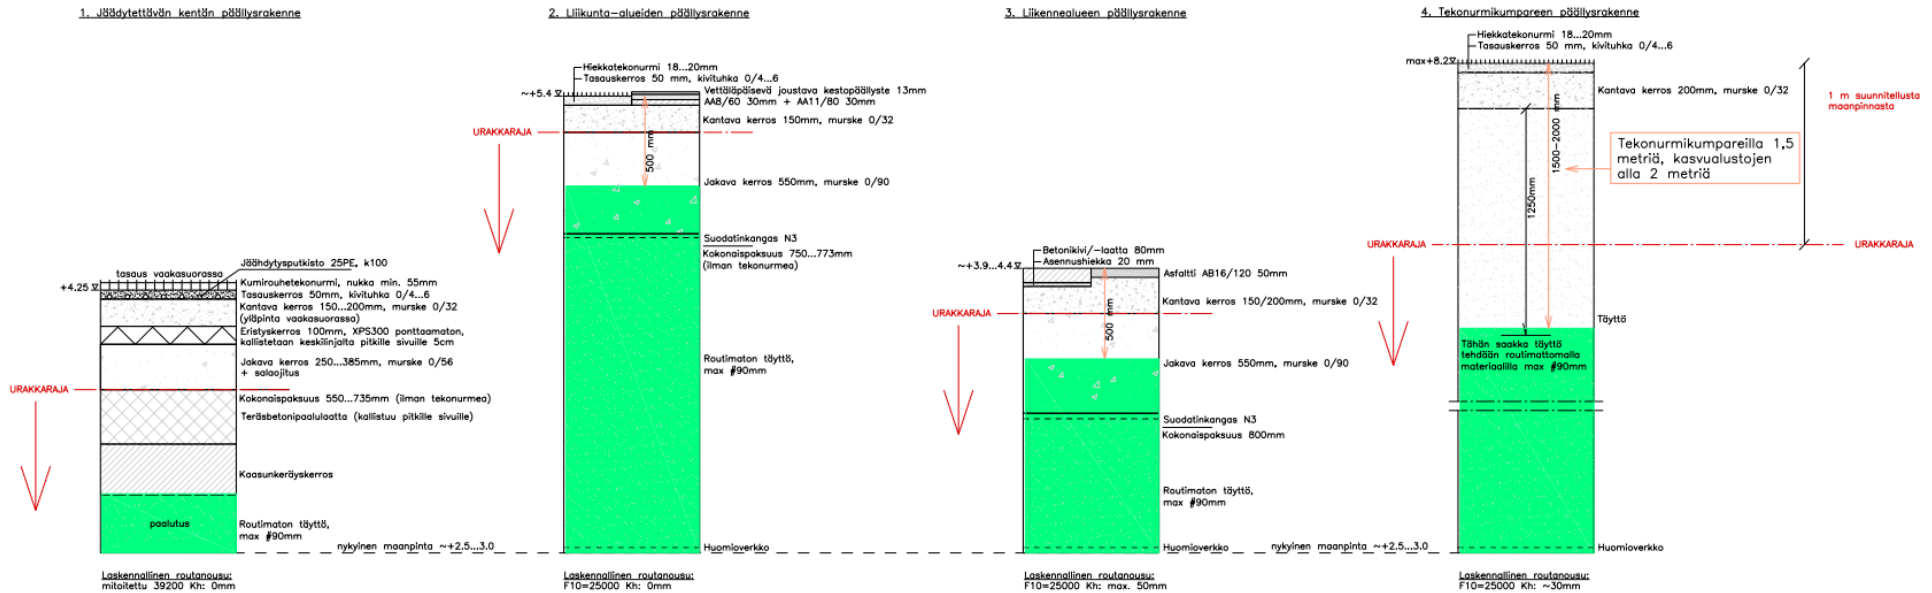 1. Jäädytettävän kentän päällysrakenne
tasaus vaakasuorassa
+4.25
Jäähdytysputkisto 25PE, k100
Kumirouhetekonurmi, nukka min. 55mm
Tasauskerros 50mm, kivituhka 0/4...6
Kantava kerros 150...200mm, murske 0/32
(yläpinta vaakasuorassa)
Eristyskerros 100mm, XPS300 ponttaamaton,
kallistetaan keskilinjalta pitkille sivuille 5cm
Jakava kerros 250...385mm, murske 0/56
+ salaojitus
URAKKARAJA
Kokonaispaksuus 550...735mm (ilman tekonurmea)
Teräsbetonipaalulaatta (kallistuu pitkille sivuille)
Kaasunkeräyskerros
paalutus
Routimaton täyttö,
max #90mm
nykyinen maanpinta ~+2.5...3.0
Laskennallinen routanousu:
mitoitettu 39200 Kh: 0mm
2. Lliikunta-alueiden päällysrakenne
Hiekkatekonurmi 18...20mm
Tasauskerros 50 mm, kivituhka 0/4...6
~+5.4
Vettäläpäisevä joustava kestopäällyste 13mm
AA8/60 30mm + AA11/80 30mm
Kantava kerros 150mm, murske 0/32
URAKKARAJA
500 mm
Jakava kerros 550mm, murske 0/90
Suodatinkangas N3
Kokonaispaksuus 750...773mm
(ilman tekonurmea)
Routimaton täyttö,
max #90mm
Huomioverkko
Laskennallinen routanousu:
F10=25000 Kh: 0mm
3. Liikennealueen päällysrakenne
Betonikivi/-laatta 80mm
Asennushiekka 20 mm
~+3.9...4.4
Asfaltti AB16/120 50mm
Kantava kerros 150/200mm, murske 0/32
URAKKARAJA
500 mm
Jakava kerros 550mm, murske 0/90
Suodatinkangas N3
Kokonaispaksuus 800mm
Routimaton täyttö,
max #90mm
Huomioverkko
nykyinen maanpinta ~+2.5...3.0
Laskennallinen routanousu:
F10=25000 Kh: max. 50mm
4. Tekonurmikumpareen päällysrakenne
Hiekkatekonurmi 18...20mm
Tasauskerros 50 mm, kivituhka 0/4...6
max+8.2
Kantava kerros 200mm, murske 0/32
1 m suunnitellusta
maanpinnasta
1500-2000 mm
Tekonurmikumpareilla 1,5
metriä, kasvualustojen
alla 2 metriä
1250mm
URAKKARAJA
URAKKARAJA
Täyttö
Tähän saakka täyttö
tehdään routimattomalla
materiaalilla max #90mm
Huomioverkko
Laskennallinen routanousu:
F10=25000 Kh: ~30mm